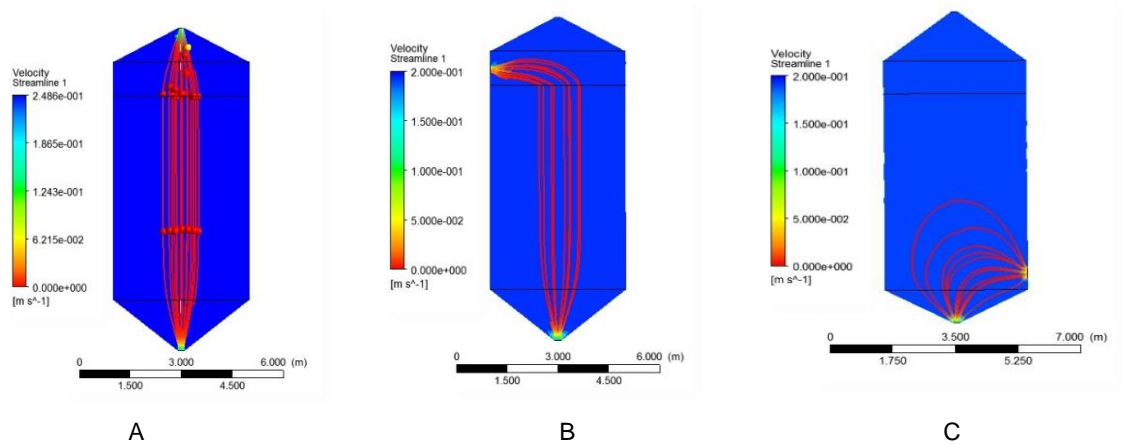 Velocity
Streamline 1
2.486e-001
1.865e-001
1.243e-001
6.215e-002
0.000e+000
[m s^-1]
0 3.000 6.000 (m)
1.500 4.500
A
Velocity
Streamline 1
2.000e-001
1.500e-001
1.000e-001
5.000e-002
0.000e+000
[m s^-1]
0 3.000 6.000 (m)
1.500 4.500
B
Velocity
Streamline 1
2.000e-001
1.500e-001
1.000e-001
5.000e-002
0.000e+000
[m s^-1]
0 3.500 7.000 (m)
1.750 5.250
C